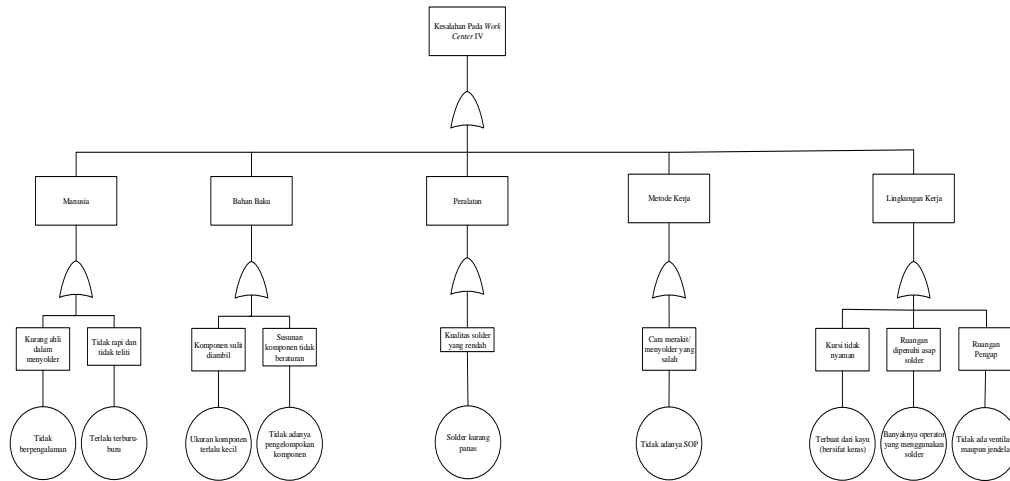 Kesalahan Pada Work
Center IV
Manusia
Bahan Baku
Peralatan
Metode Kerja
Lingkungan Kerja
Kurang ahli
dalam
menyolder
Tidak rapi dan
tidak teliti
Komponen sulit
diambil
Susunan
komponen tidak
beraturan
Kualitas solder
yang rendah
Cara merakit/
menyolder yang
salah
Kursi tidak
nyaman
Ruangan
dipenuhi asap
solder
Ruangan
Pengap
Tidak
berpengalaman
Terlalu terburu-
buru
Ukuran komponen
terlalu kecil
Tidak adanya
pengelompokan
komponen
Solder kurang
panas
Tidak adanya SOP
Terbuat dari kayu
(bersifat keras)
Banyaknya operator
yang menggunakan
solder
Tidak ada ventilasi
maupun jendela